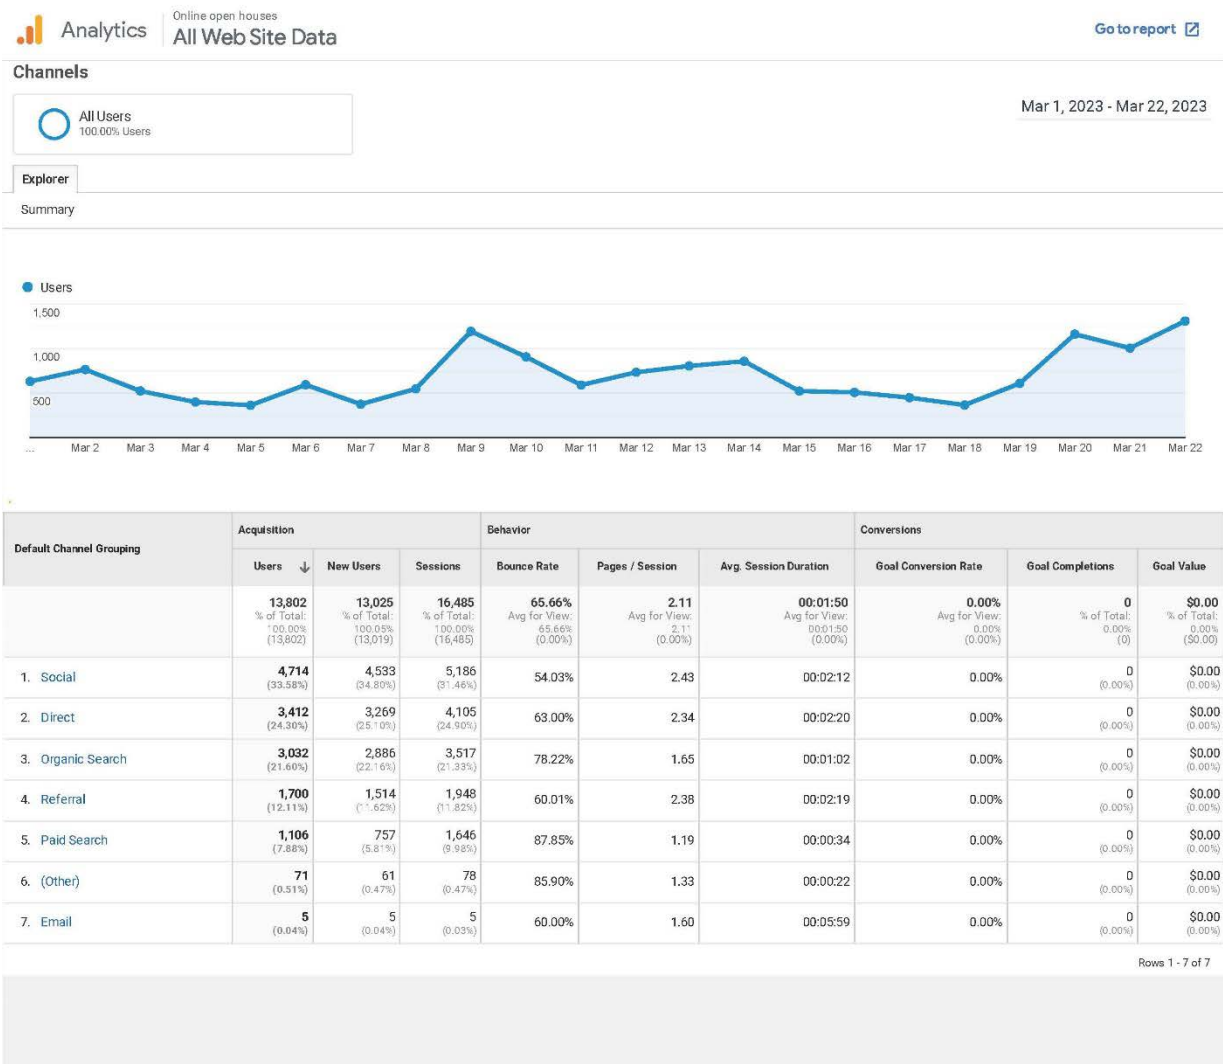 Analytics
Online open houses
All Web Site Data
Go to report
Channels
All Users
100.00% Users
Mar 1, 2023 - Mar 22, 2023
Explorer
Summary
Users
1,500
1,000
500
... Mar 2 Mar 3 Mar 4 Mar 5 Mar 6 Mar 7 Mar 8 Mar 9 Mar 10 Mar 11 Mar 12 Mar 13 Mar 14 Mar 15 Mar 16 Mar 17 Mar 18 Mar 19 Mar 20 Mar 21 Mar 22
Default Channel Grouping
Acquisition Behavior Conversions
Users New Users Sessions Bounce Rate Pages / Session Avg. Session Duration Goal Conversion Rate Goal Completions Goal Value
13,802 13,025 16,485 65.66% 2.11 00:01:50 0.00% 0 $0.00
% of Total: % of Total: % of Total: Avg for View: Avg for View: Avg for View: Avg for View: % of Total: % of Total:
100.00% 100.05% 100.00% 65.66% 2.11 00:01:50 0.00% 0.00% 0.00%
(13,802) (13,019) (16,485) (0.00%) (0.00%) (0.00%) (0.00%) (0) ($0.00)
1. Social 4,714 4,533 5,186 54.03% 2.43 00:02:12 0.00% 0 $0.00
(33.58%) (34.80%) (31.46%) (0.00%) (0.00%)
2. Direct 3,412 3,269 4,105 63.00% 2.34 00:02:20 0.00% 0 $0.00
(24.30%) (25.10%) (24.90%) (0.00%) (0.00%)
3. Organic Search 3,032 2,886 3,517 78.22% 1.65 00:01:02 0.00% 0 $0.00
(21.60%) (22.16%) (21.33%) (0.00%) (0.00%)
4. Referral 1,700 1,514 1,948 60.01% 2.38 00:02:19 0.00% 0 $0.00
(12.11%) (11.62%) (11.82%) (0.00%) (0.00%)
5. Paid Search 1,106 757 1,646 87.85% 1.19 00:00:34 0.00% 0 $0.00
(7.88%) (5.81%) (9.98%) (0.00%) (0.00%)
6. (Other) 71 61 78 85.90% 1.33 00:00:22 0.00% 0 $0.00
(0.51%) (0.47%) (0.47%) (0.00%) (0.00%)
7. Email 5 5 5 60.00% 1.60 00:05:59 0.00% 0 $0.00
(0.04%) (0.04%) (0.03%) (0.00%) (0.00%)
Rows 1 - 7 of 7